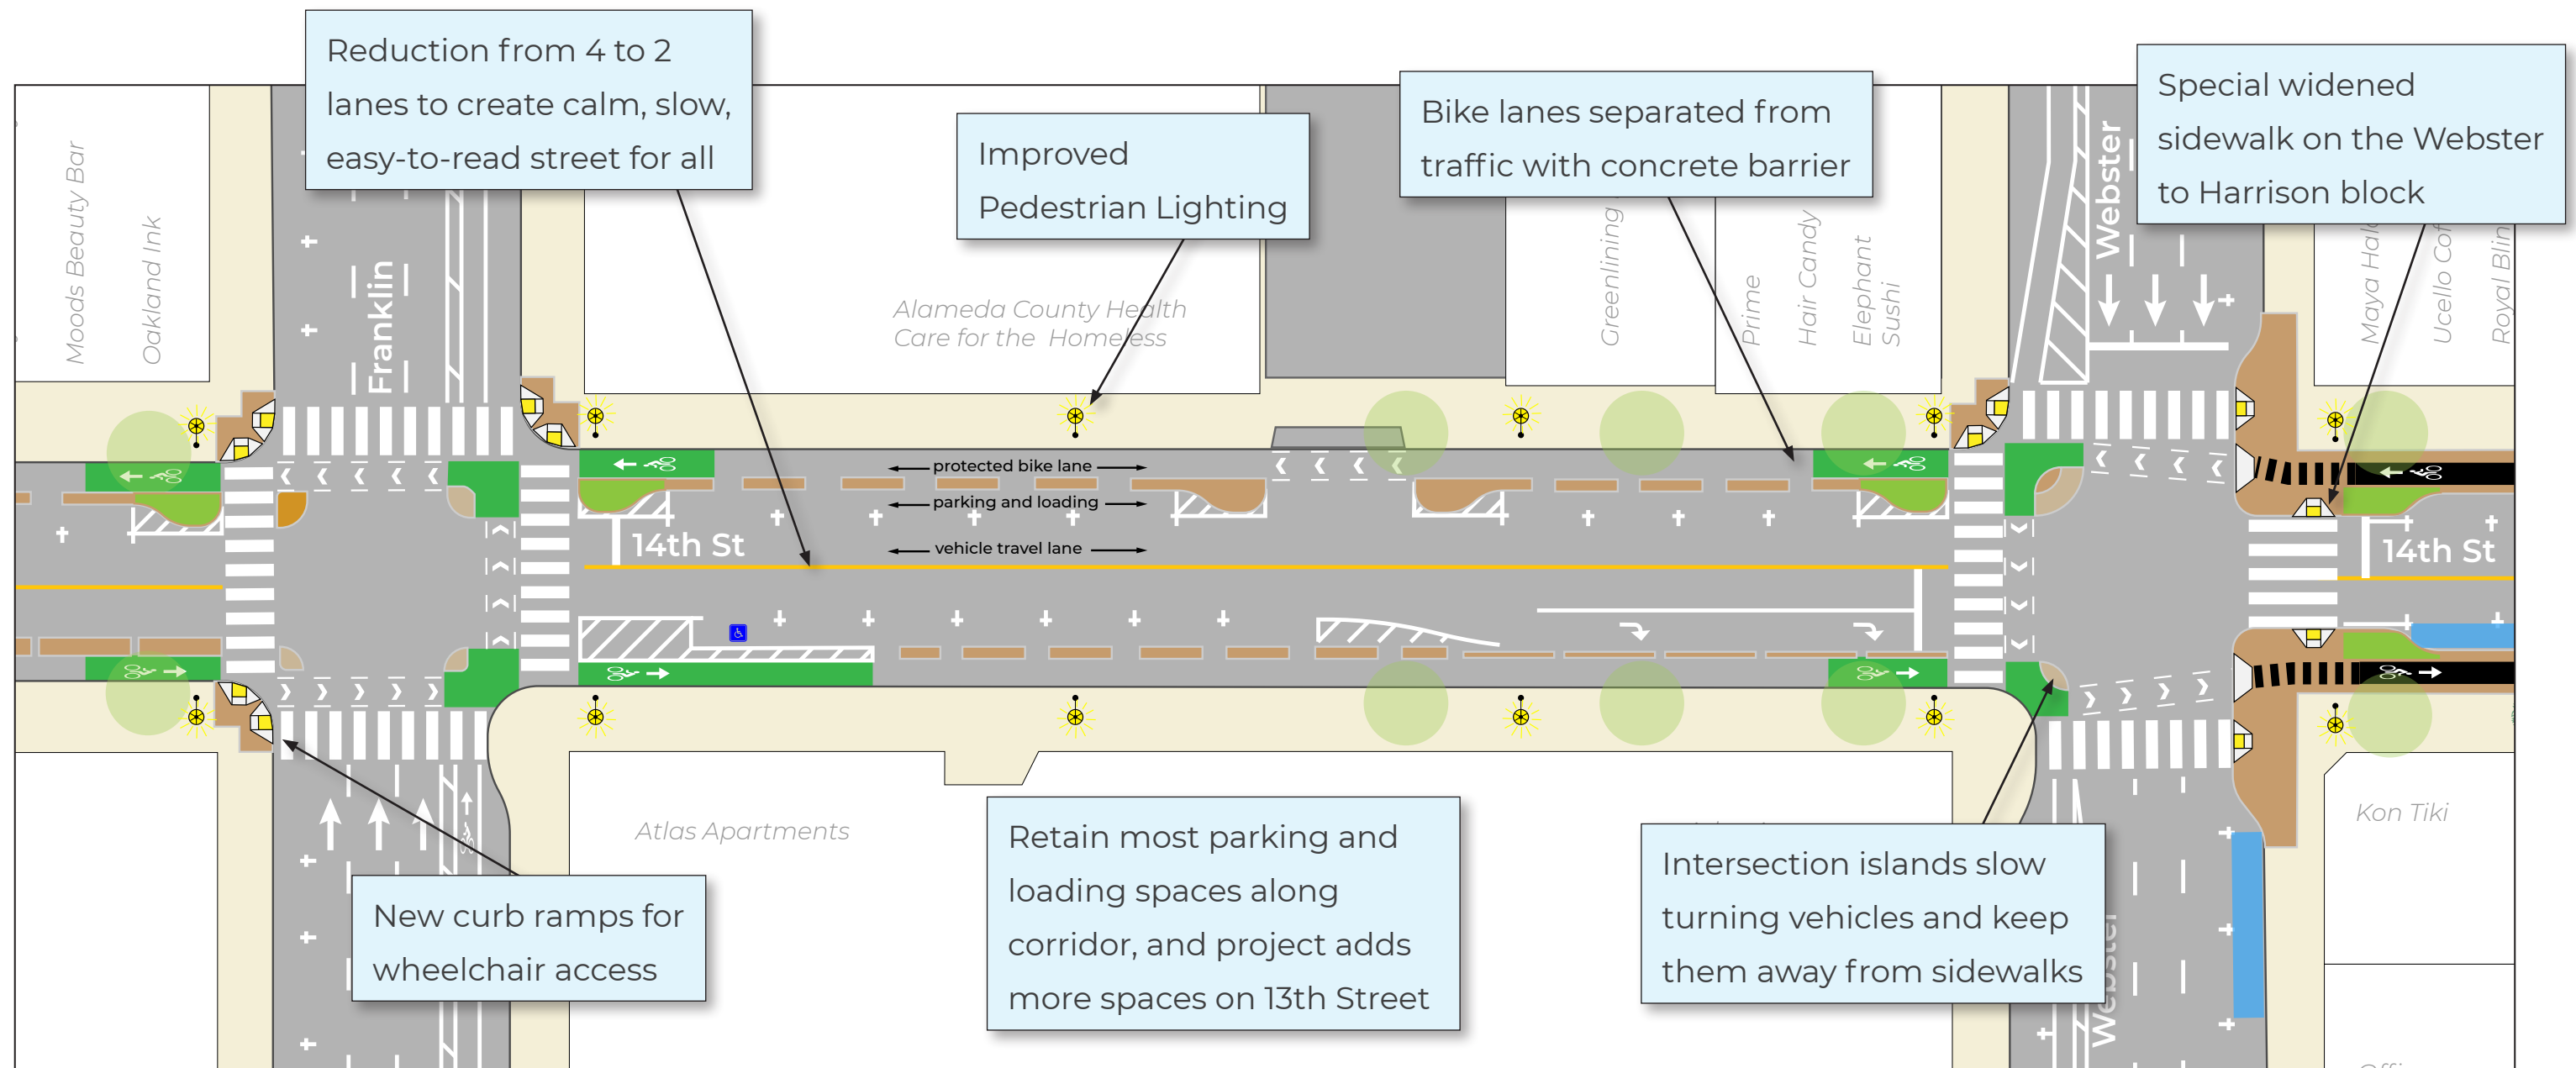 Reduction from 4 to 2
lanes to create calm, slow,
easy-to-read street for all
Improved
Pedestrian Lighting
Bike lanes separated from
traffic with concrete barrier
Special widened
sidewalk on the Webster
to Harrison block
Moods Beauty Bar
Oakland Ink
Franklin
Alameda County Health
Care for the Homeless
Greenlining
Prime
Hair Candy
Elephant
Sushi
Webster
Maya
Ucello
Royal
protected bike lane
parking and loading
vehicle travel lane
14th St
14th St
Atlas Apartments
Kon Tiki
New curb ramps for
wheelchair access
Retain most parking and
loading spaces along
corridor, and project adds
more spaces on 13th Street
Intersection islands slow
turning vehicles and keep
them away from sidewalks
Webster